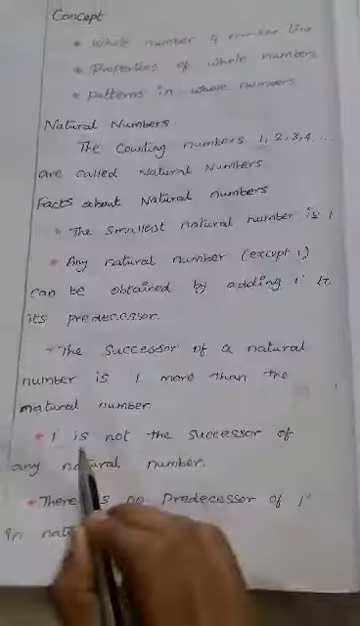 Concept
* Whole number & number line
* Properties of whole numbers
* Patterns in whole numbers
Natural Numbers.
The Counting numbers 1, 2, 3, 4, ...
are called Natural Numbers
Facts about Natural numbers
* The Smallest natural number is 1
* Any natural number (except 1)
can be obtained by adding 1 to
its predecessor.
* The Successor of a natural
number is 1 more than the
natural number
* 1 is not the Successor of
any natural number.
* There is no Predecessor of 1
in